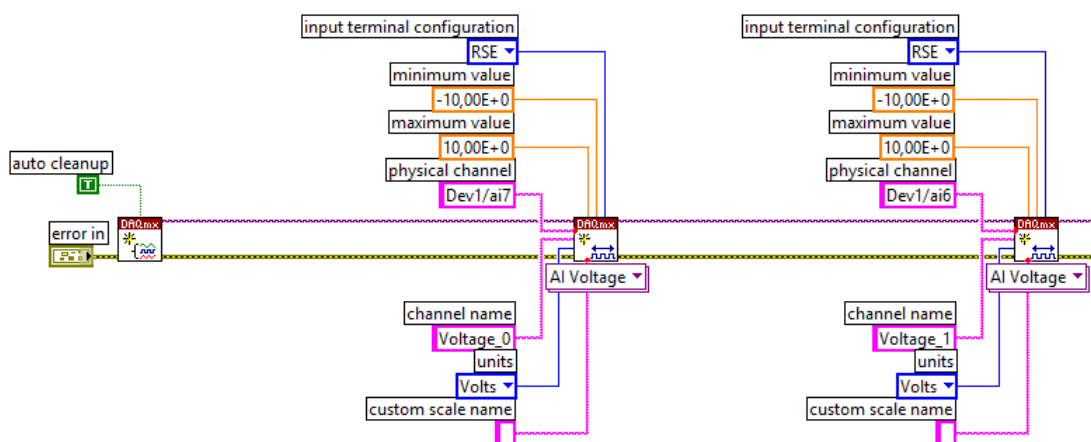 input terminal configuration
RSE
minimum value
-10,00E+0
maximum value
10,00E+0
physical channel
Dev1/ai7
auto cleanup
T
error in
DAQmx
DAQmx
AI Voltage
channel name
Voltage_0
units
Volts
custom scale name
input terminal configuration
RSE
minimum value
-10,00E+0
maximum value
10,00E+0
physical channel
Dev1/ai6
DAQmx
AI Voltage
channel name
Voltage_1
units
Volts
custom scale name